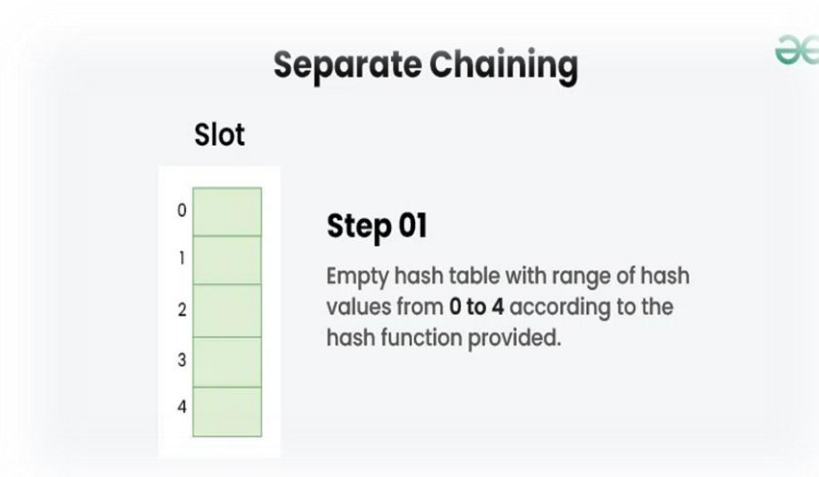 Separate Chaining
Slot
0
1
2
3
4
Step 01
Empty hash table with range of hash
values from 0 to 4 according to the
hash function provided.